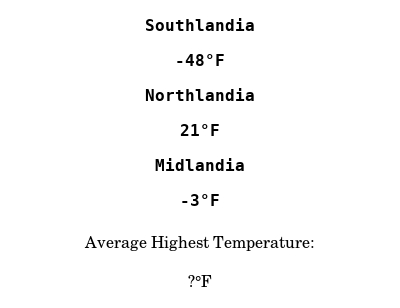 Southlandia
-48°F
Northlandia
21°F
Midlandia
-3°F
Average Highest Temperature:
?°F